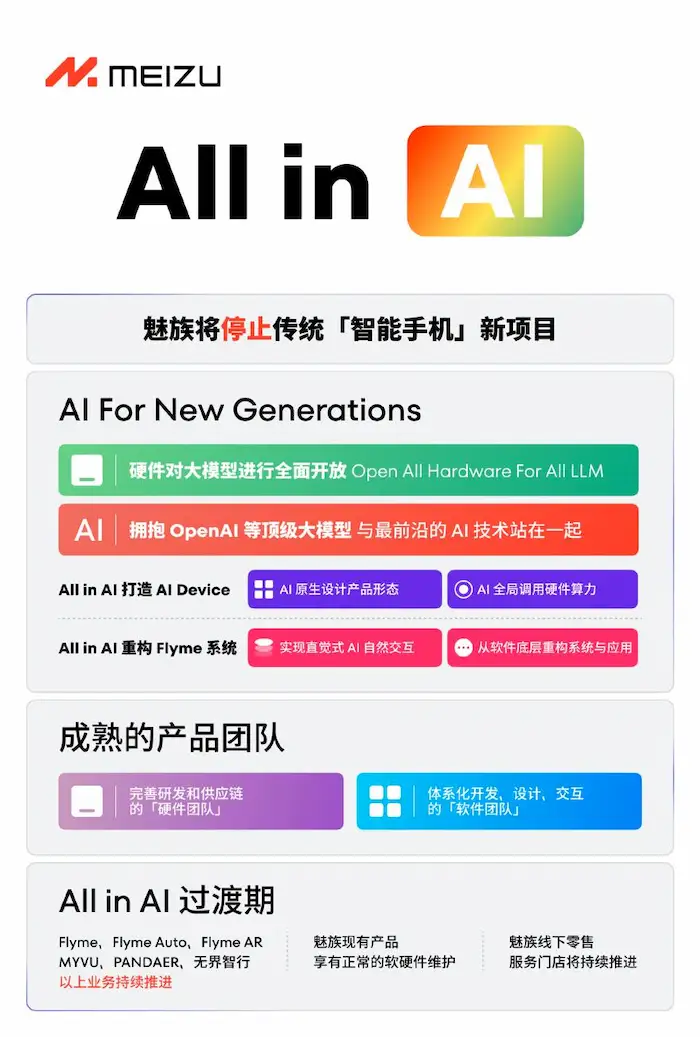 MEIZU
All in AI
魅族将停止传统「智能手机」新项目
AI For New Generations
硬件对大模型进行全面开放 Open All Hardware For All LLM
AI 拥抱 OpenAI 等顶级大模型 与最前沿的 AI 技术站在一起
All in AI 打造 AI Device AI 原生设计产品形态 AI 全局调用硬件算力
All in AI 重构 Flyme 系统 实现直觉式 AI 自然交互 从软件底层重构系统与应用
成熟的产品团队
完善研发和供应链
的「硬件团队」
体系化开发、设计、交互
的「软件团队」
All in AI 过渡期
Flyme、Flyme Auto、Flyme AR
MYVU、PANDAER、无界智行
以上业务持续推进
魅族现有产品
享有正常的软硬件维护
魅族线下零售
服务门店将持续推进